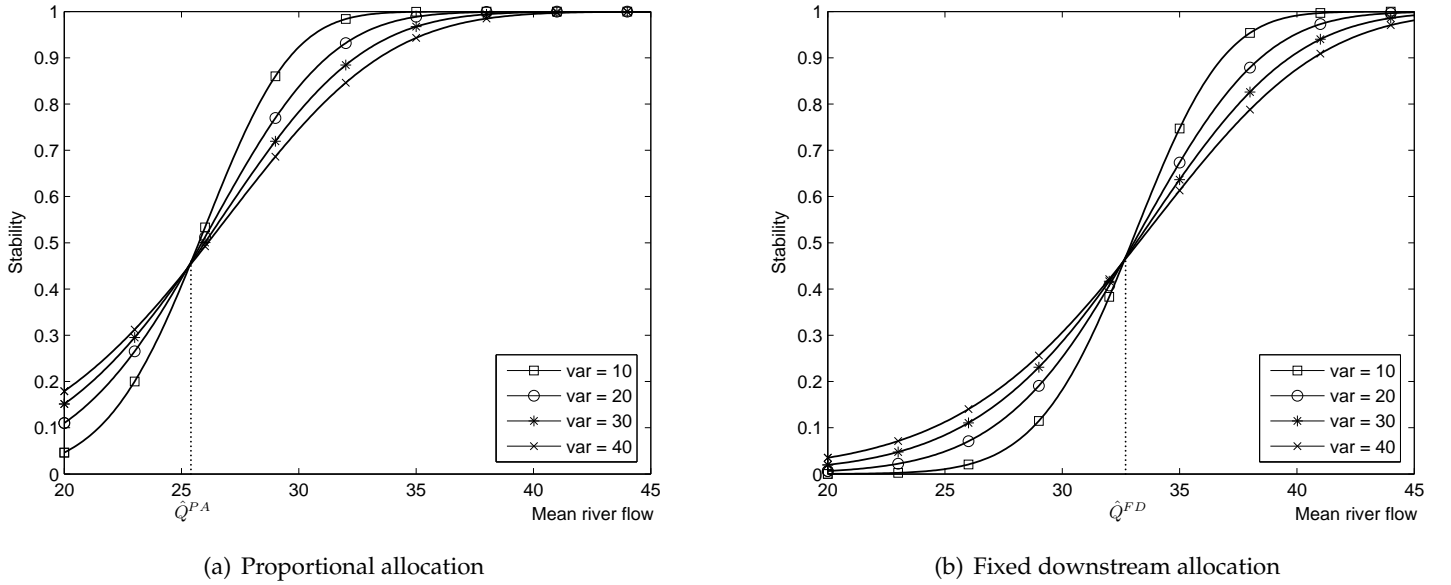 1
0.9
0.8
0.7
0.6
0.5
0.4
0.3
0.2
0.1
0
Stability
20 25 30 35 40 45
Q̂^{PA}
Mean river flow
var = 10
var = 20
var = 30
var = 40
(a) Proportional allocation
1
0.9
0.8
0.7
0.6
0.5
0.4
0.3
0.2
0.1
0
Stability
20 25 30 35 40 45
Q̂^{FD}
Mean river flow
var = 10
var = 20
var = 30
var = 40
(b) Fixed downstream allocation